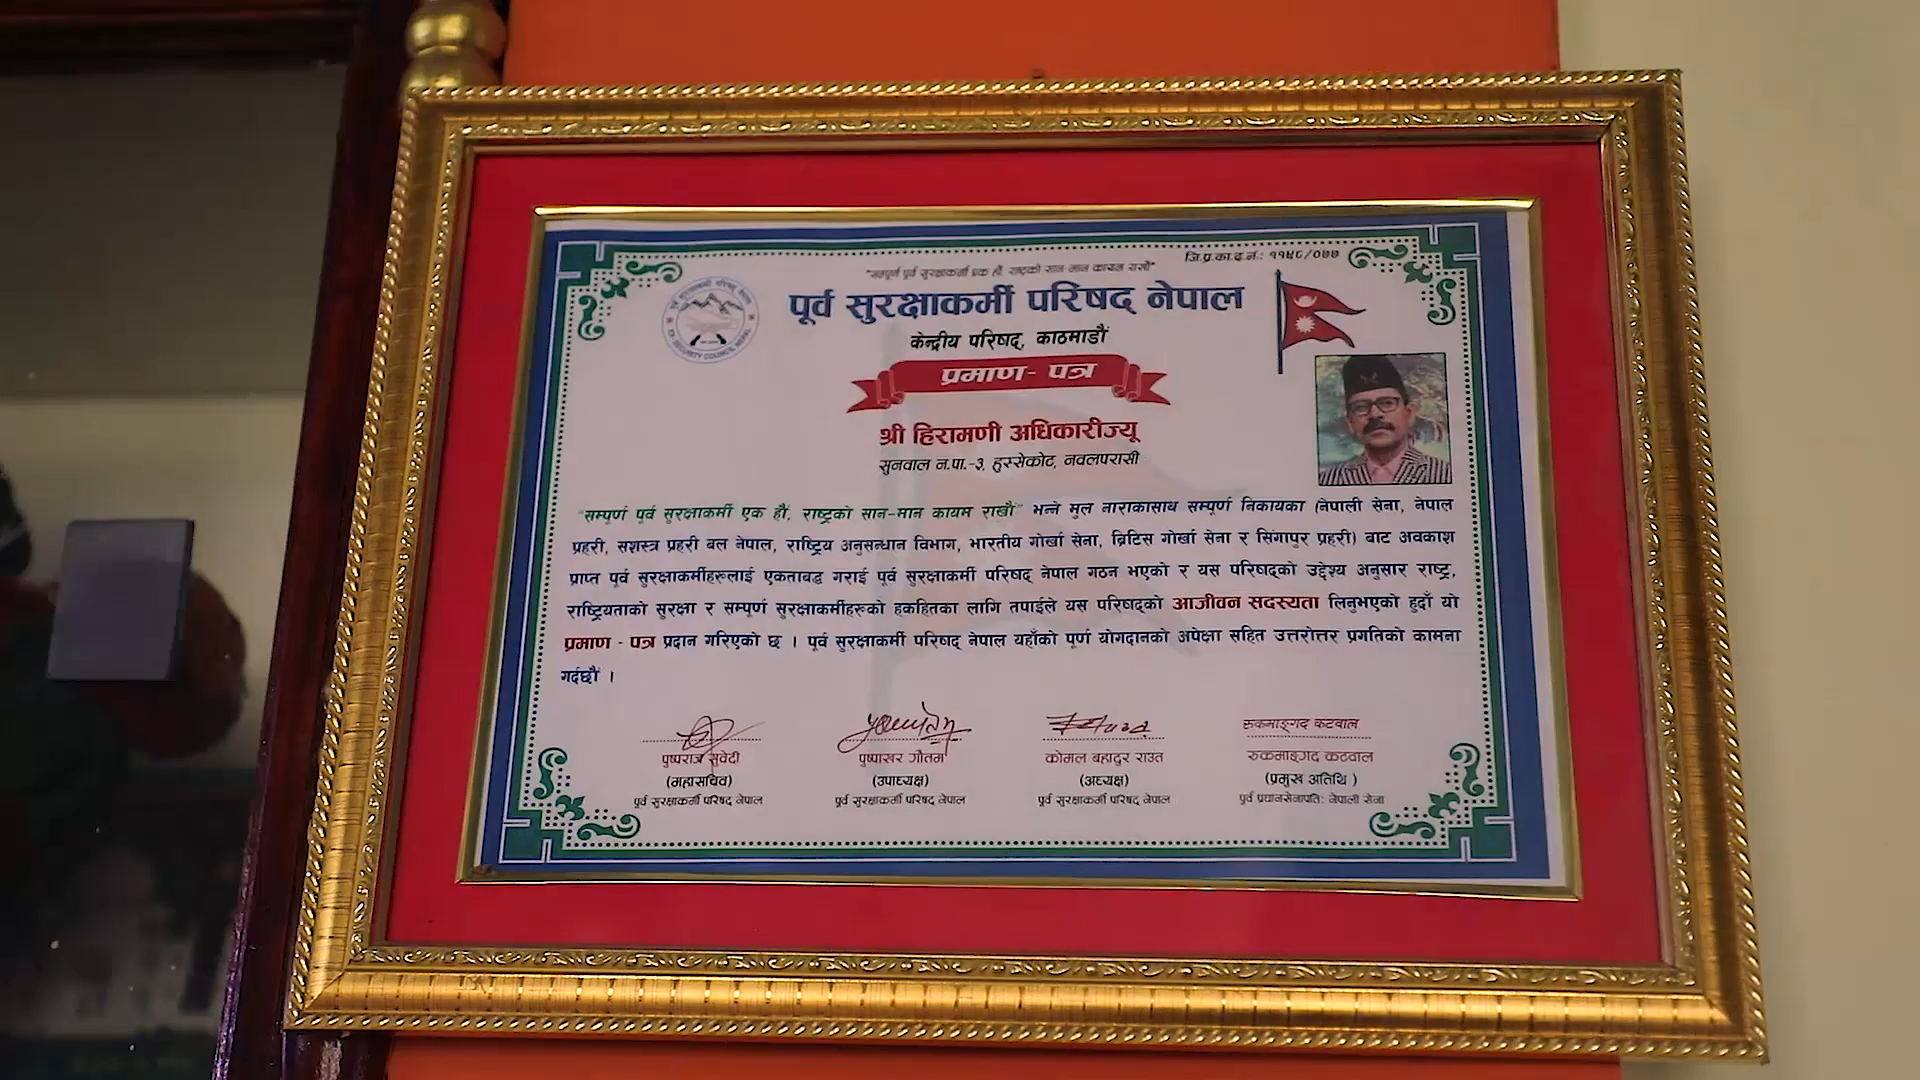 "सम्पूर्ण पूर्व सुरक्षाकर्मी एक हौं, राष्ट्रको सान-मान कायम राखौं"
जि.प्र.का.द.नं.: ११५८/०७७
पूर्व सुरक्षाकर्मी परिषद् नेपाल
केन्द्रीय परिषद्, काठमाडौं
EX-SECURITY COUNCIL NEPAL
प्रमाण- पत्र
श्री हिरामणी अधिकारीज्यू
सुनवाल न.पा.-३, हुस्सेकोट, नवलपरासी
"सम्पूर्ण पूर्व सुरक्षाकर्मी एक हौं, राष्ट्रको सान-मान कायम राखौं" भन्ने मुल नाराकासाथ सम्पूर्ण निकायका (नेपाली सेना, नेपाल
प्रहरी, सशस्त्र प्रहरी बल नेपाल, राष्ट्रिय अनुसन्धान विभाग, भारतीय गोर्खा सेना, ब्रिटिस गोर्खा सेना र सिंगापुर प्रहरी) बाट अवकाश
प्राप्त पूर्व सुरक्षाकर्मीहरूलाई एकताबद्ध गराई पूर्व सुरक्षाकर्मी परिषद् नेपाल गठन भएको र यस परिषद्को उद्देश्य अनुसार राष्ट्र,
राष्ट्रियताको सुरक्षा र सम्पूर्ण सुरक्षाकर्मीहरूको हकहितका लागि तपाईले यस परिषद्को आजीवन सदस्यता लिनुभएको हुदाँ यो
प्रमाण - पत्र प्रदान गरिएको छ । पूर्व सुरक्षाकर्मी परिषद् नेपाल यहाँको पूर्ण योगदानको अपेक्षा सहित उत्तरोत्तर प्रगतिको कामना
गर्दछौं ।
रुकमाङ्गद कटवाल
पुष्पराज सुवेदी पुष्पाखर गौतम कोमल बहादुर राउत रुकमाङ्गद कटवाल
(महासचिव) (उपाध्यक्ष) (अध्यक्ष) (प्रमुख अतिथि )
पूर्व सुरक्षाकर्मी परिषद् नेपाल पूर्व सुरक्षाकर्मी परिषद् नेपाल पूर्व सुरक्षाकर्मी परिषद् नेपाल पूर्व प्रधानसेनापति: नेपाली सेना